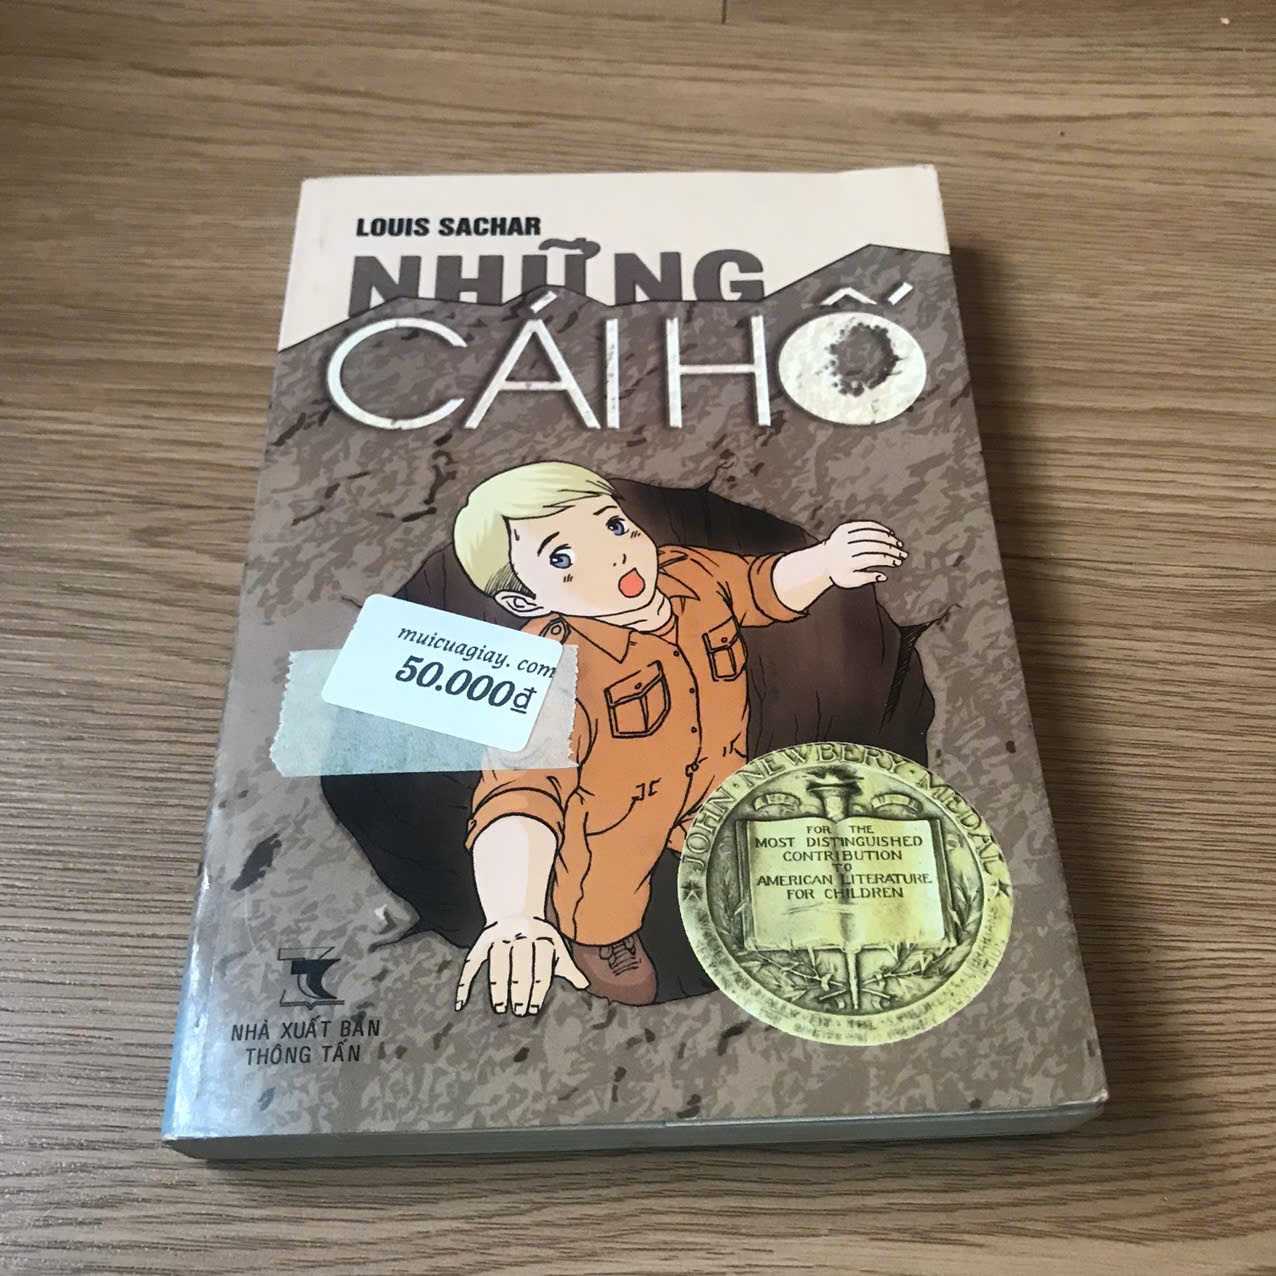 LOUIS SACHAR
NHỮNG
CÁI HỐ
muicuagiay. com
50.000₫
JOHN · NEWBERY · MEDAL
FOR THE
MOST DISTINGUISHED
CONTRIBUTION
TO
AMERICAN LITERATURE
FOR CHILDREN
NHÀ XUẤT BẢN
THÔNG TẤN